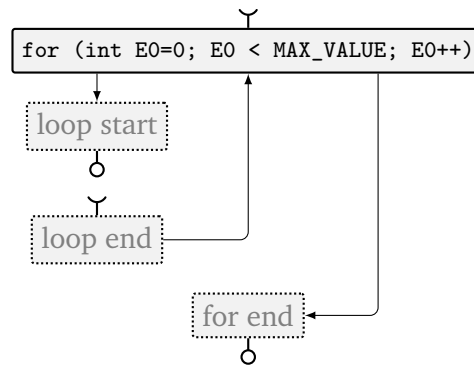 for (int E0=0; E0 < MAX_VALUE; E0++)
loop start
loop end
for end